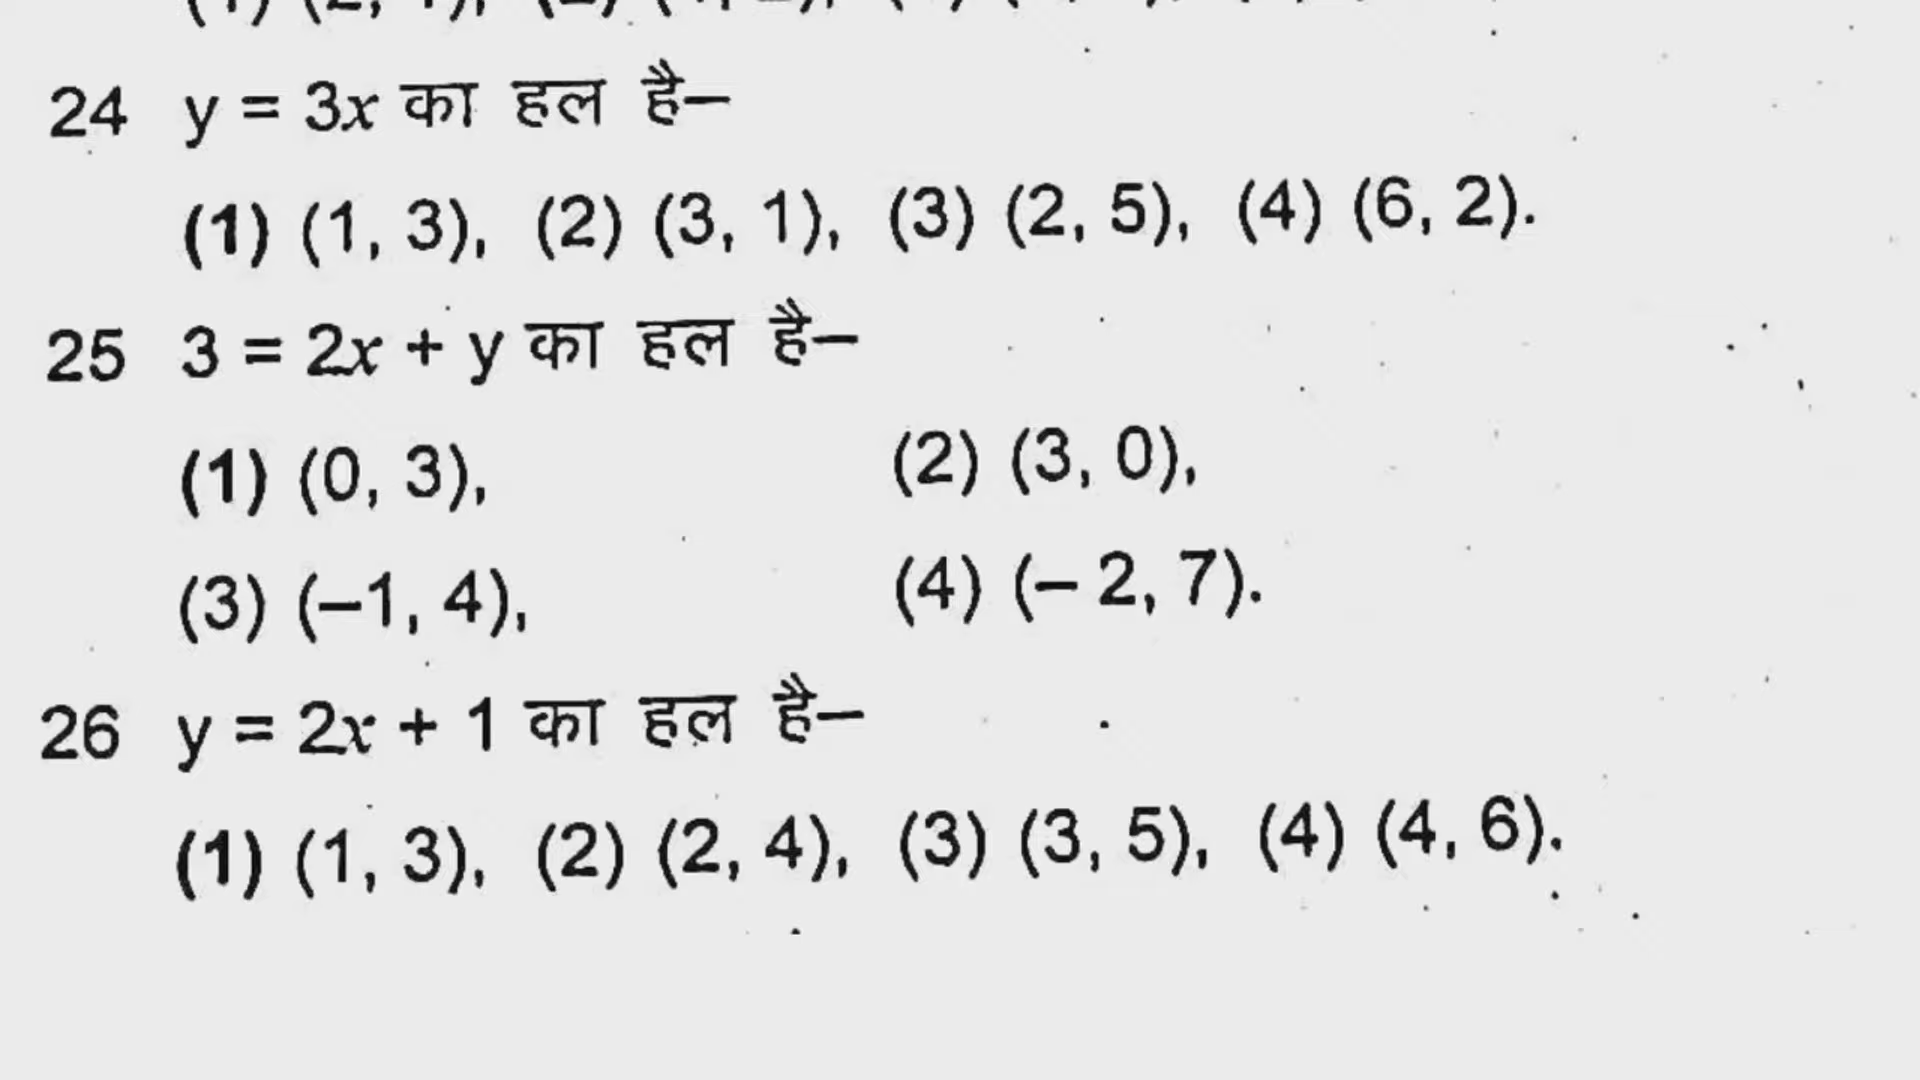 24 y = 3x का हल है–
(1) (1, 3), (2) (3, 1), (3) (2, 5), (4) (6, 2).
25 3 = 2x + y का हल है–
(1) (0, 3), (2) (3, 0),
(3) (–1, 4), (4) (– 2, 7).
26 y = 2x + 1 का हल है–
(1) (1, 3), (2) (2, 4), (3) (3, 5), (4) (4, 6).